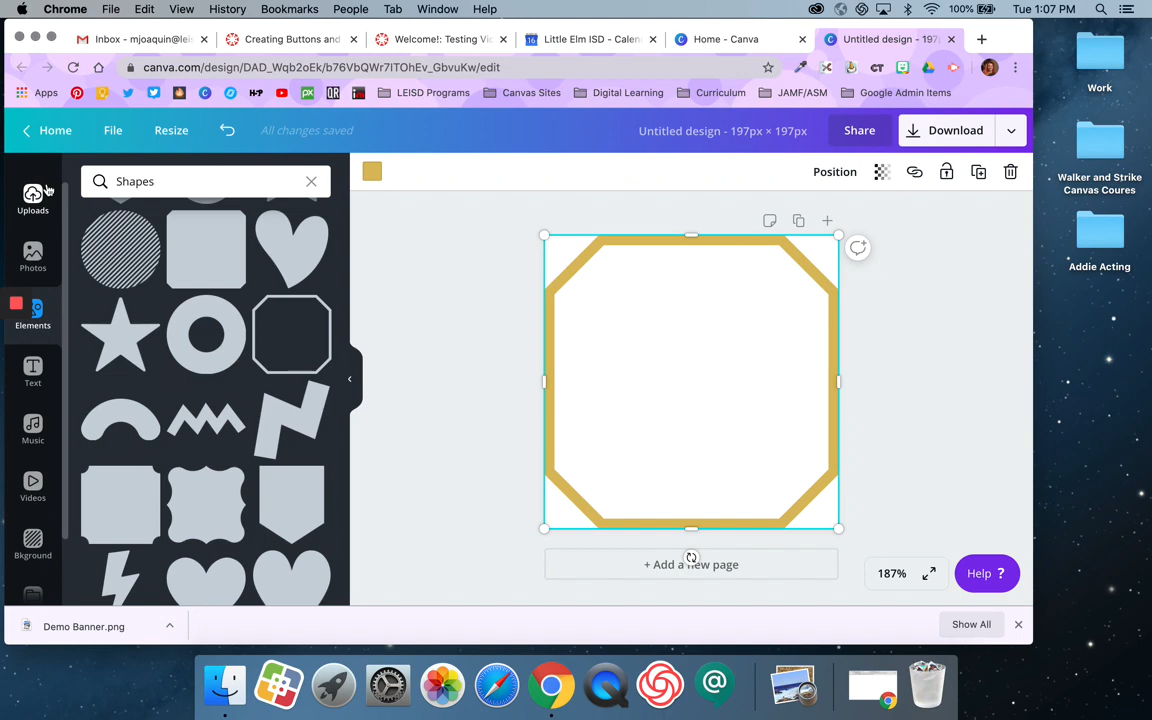 Chrome File Edit View History Bookmarks People Tab Window Help 100% Tue 1:07 PM
Inbox - mjoaquin@leis Creating Buttons and Welcome!: Testing Vic Little Elm ISD - Calen Home - Canva Untitled design - 197p
canva.com/design/DAD_Wqb2oEk/b76VbQWr7ITOhEv_GbvuKw/edit
Apps LEISD Programs Canvas Sites Digital Learning Curriculum JAMF/ASM Google Admin Items
Home File Resize All changes saved Untitled design - 197px × 197px Share Download
Shapes
Position
Uploads
Photos
Elements
Text
Music
Videos
Bkground
+ Add a new page
187%
Help ?
Demo Banner.png
Show All
Work
Walker and Strike
Canvas Coures
Addie Acting